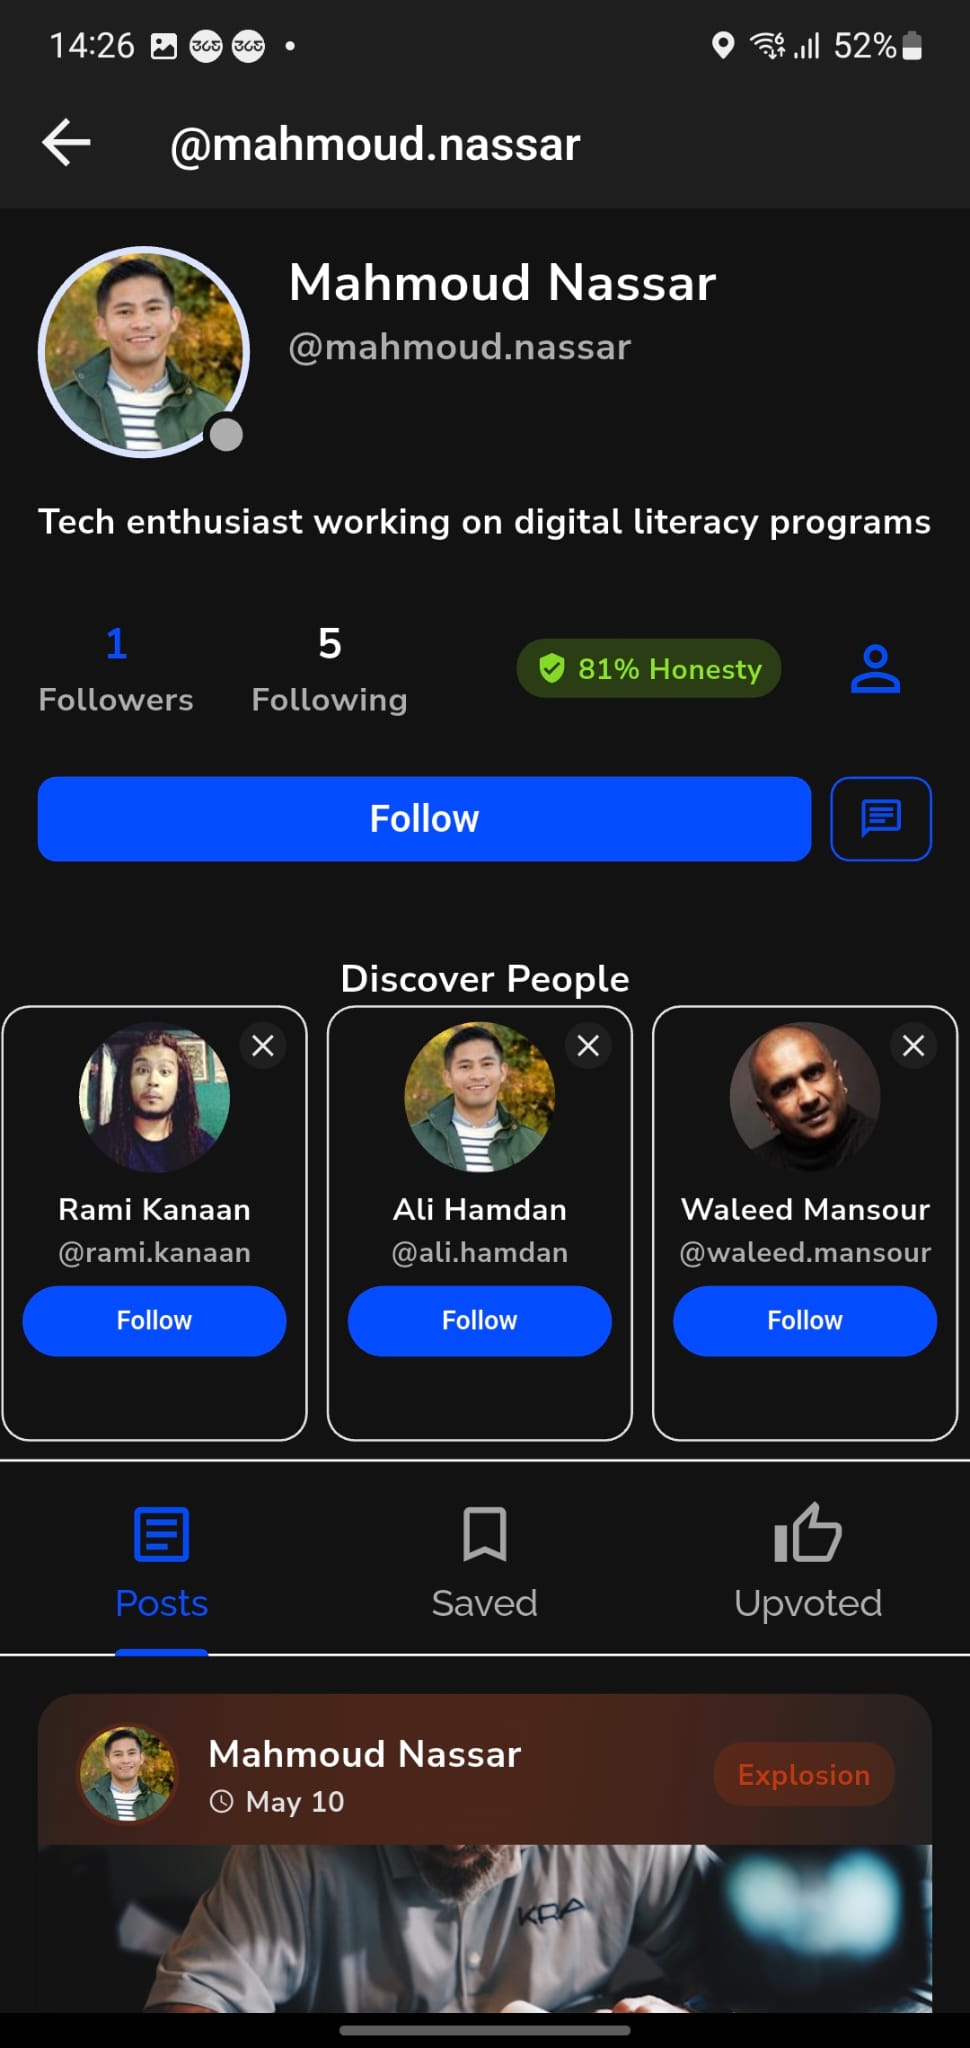 14:26
52%
@mahmoud.nassar
Mahmoud Nassar
@mahmoud.nassar
Tech enthusiast working on digital literacy programs
1
Followers
5
Following
81% Honesty
Follow
Discover People
Rami Kanaan
@rami.kanaan
Follow
Ali Hamdan
@ali.hamdan
Follow
Waleed Mansour
@waleed.mansour
Follow
Posts
Saved
Upvoted
Mahmoud Nassar
May 10
Explosion
KRA